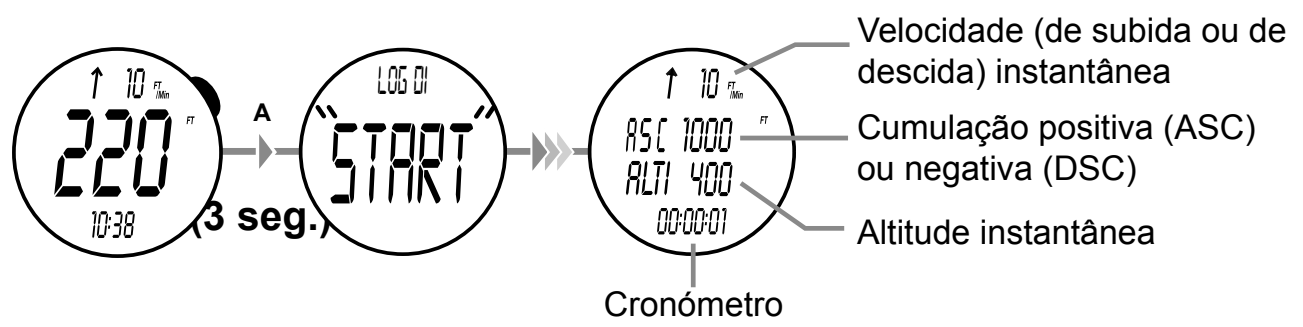 ↑ 10 FT/Min
220 FT
10:38
A
(3 seg.)
LOG 01
"START"
↑ 10 FT/Min
FT
ASC 1000
ALTI 400
00:00:01
Velocidade (de subida ou de
descida) instantânea
Cumulação positiva (ASC)
ou negativa (DSC)
Altitude instantânea
Cronómetro